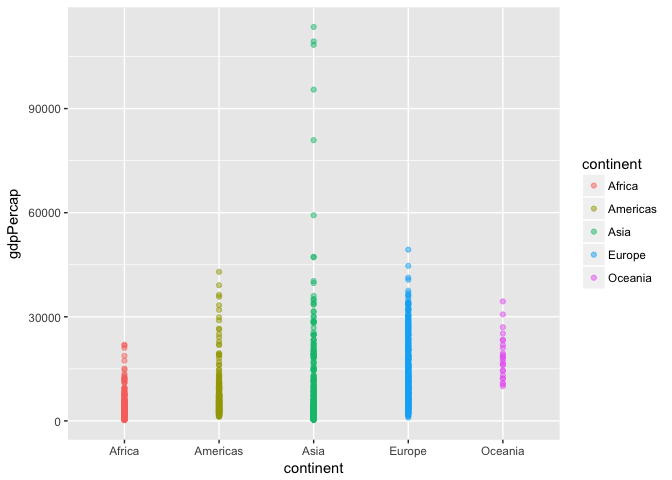 90000
60000
30000
0
gdpPercap
Africa Americas Asia Europe Oceania
continent
continent
Africa
Americas
Asia
Europe
Oceania